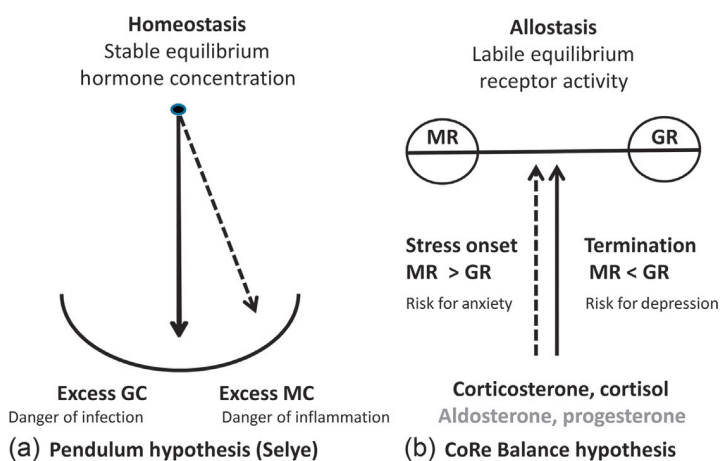 Homeostasis
Stable equilibrium
hormone concentration
Excess GC
Danger of infection
Excess MC
Danger of inflammation
(a) Pendulum hypothesis (Selye)
Allostasis
Labile equilibrium
receptor activity
MR
GR
Stress onset
MR > GR
Risk for anxiety
Termination
MR < GR
Risk for depression
Corticosterone, cortisol
Aldosterone, progesterone
(b) CoRe Balance hypothesis